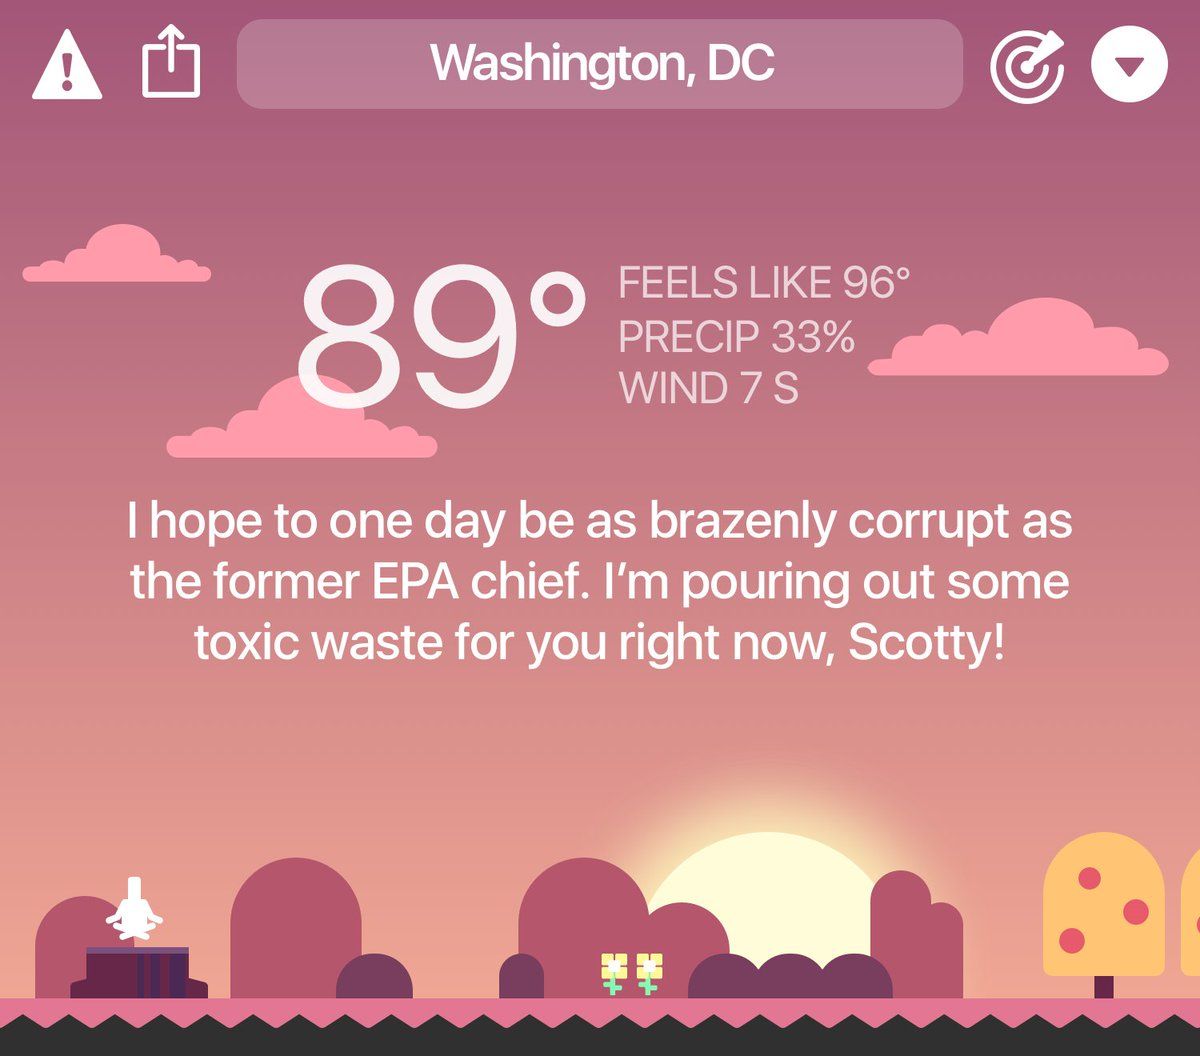 Washington, DC
89°
FEELS LIKE 96°
PRECIP 33%
WIND 7 S
I hope to one day be as brazenly corrupt as
the former EPA chief. I’m pouring out some
toxic waste for you right now, Scotty!